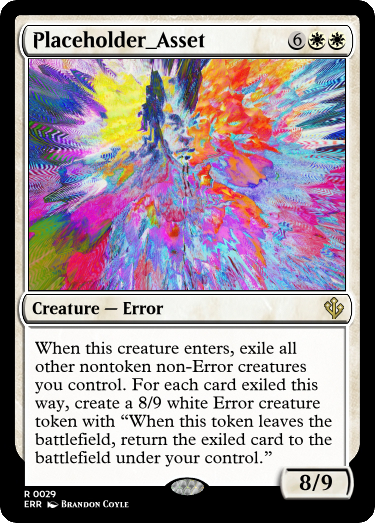 Placeholder_Asset 6
Creature — Error
When this creature enters, exile all
other nontoken non-Error creatures
you control. For each card exiled this
way, create a 8/9 white Error creature
token with “When this token leaves the
battlefield, return the exiled card to the
battlefield under your control.”
8/9
R 0029
ERR Brandon Coyle